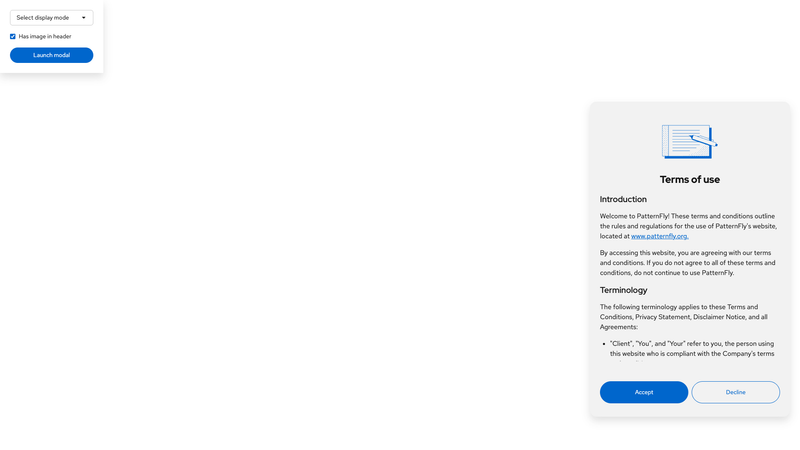 Select display mode
Has image in header
Launch modal
Terms of use
Introduction
Welcome to PatternFly! These terms and conditions outline
the rules and regulations for the use of PatternFly's website,
located at www.patternfly.org.
By accessing this website, you are agreeing with our terms
and conditions. If you do not agree to all of these terms and
conditions, do not continue to use PatternFly.
Terminology
The following terminology applies to these Terms and
Conditions, Privacy Statement, Disclaimer Notice, and all
Agreements:
• "Client", "You", and "Your" refer to you, the person using
this website who is compliant with the Company's terms
Accept
Decline